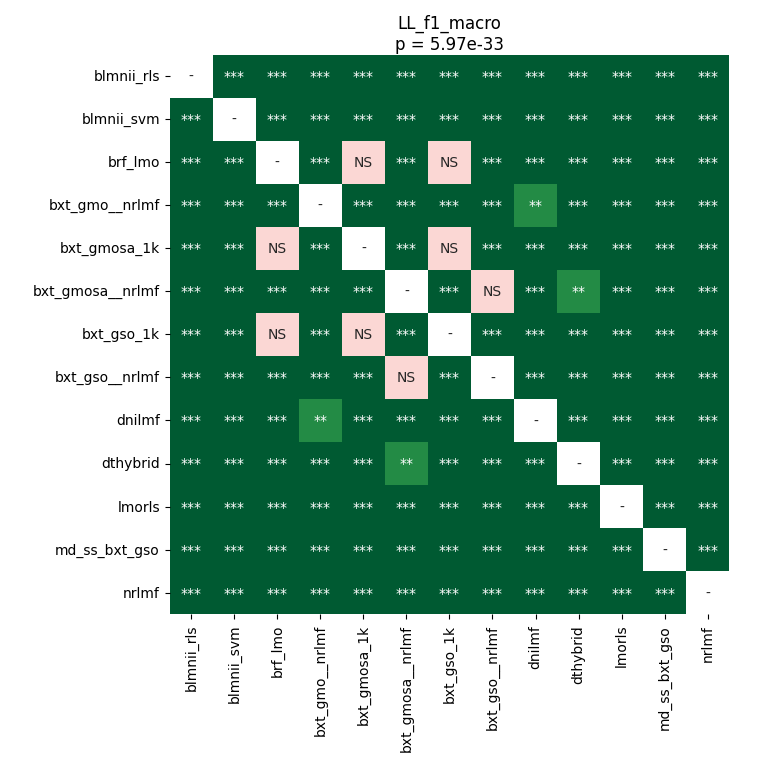 LL_f1_macro
p = 5.97e-33
blmnii_rls - *** *** *** *** *** *** *** *** *** *** *** ***
blmnii_svm *** - *** *** *** *** *** *** *** *** *** *** ***
brf_lmo *** *** - *** NS *** NS *** *** *** *** *** ***
bxt_gmo__nrlmf *** *** *** - *** *** *** *** ** *** *** *** ***
bxt_gmosa_1k *** *** NS *** - *** NS *** *** *** *** *** ***
bxt_gmosa__nrlmf *** *** *** *** *** - *** NS *** ** *** *** ***
bxt_gso_1k *** *** NS *** NS *** - *** *** *** *** *** ***
bxt_gso__nrlmf *** *** *** *** *** NS *** - *** *** *** *** ***
dnilmf *** *** *** ** *** *** *** *** - *** *** *** ***
dthybrid *** *** *** *** *** ** *** *** *** - *** *** ***
lmorls *** *** *** *** *** *** *** *** *** *** - *** ***
md_ss_bxt_gso *** *** *** *** *** *** *** *** *** *** *** - ***
nrlmf *** *** *** *** *** *** *** *** *** *** *** *** -
blmnii_rls
blmnii_svm
brf_lmo
bxt_gmo__nrlmf
bxt_gmosa_1k
bxt_gmosa__nrlmf
bxt_gso_1k
bxt_gso__nrlmf
dnilmf
dthybrid
lmorls
md_ss_bxt_gso
nrlmf